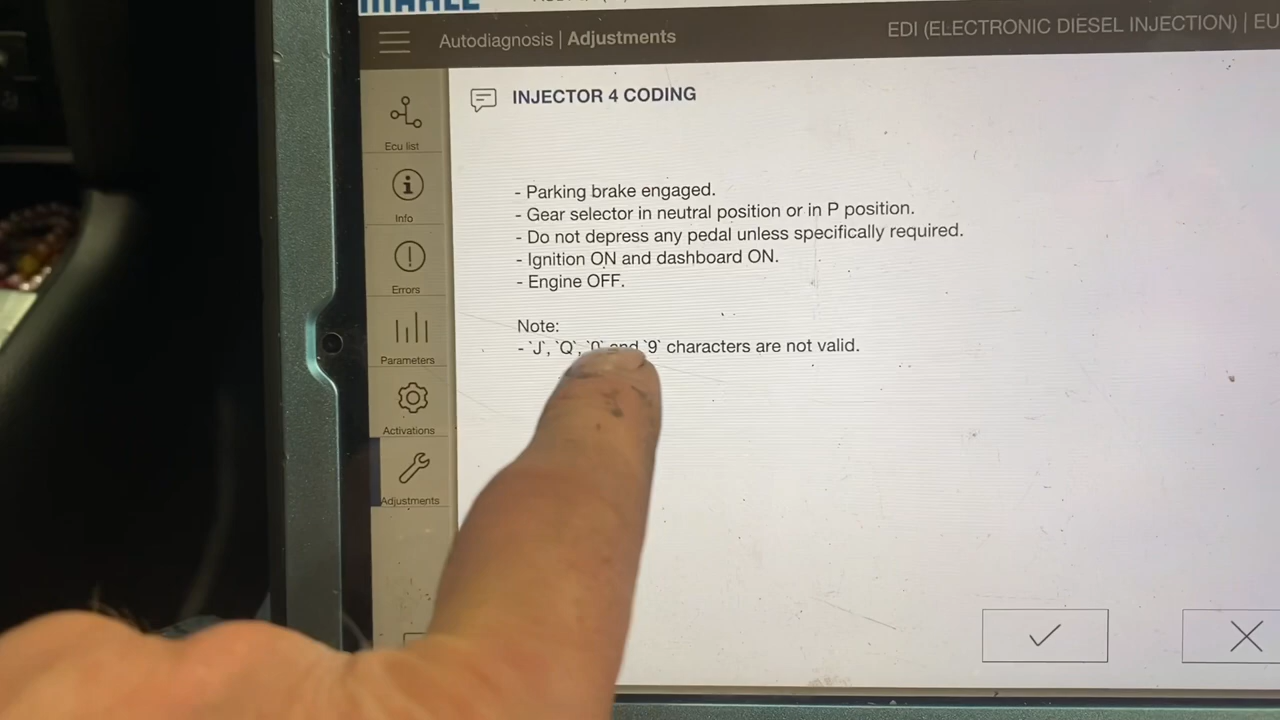 MAHLE
Autodiagnosis | Adjustments
EDI (ELECTRONIC DIESEL INJECTION) | EU
INJECTOR 4 CODING
Ecu list
Info
Errors
Parameters
Activations
Adjustments
- Parking brake engaged.
- Gear selector in neutral position or in P position.
- Do not depress any pedal unless specifically required.
- Ignition ON and dashboard ON.
- Engine OFF.
Note:
- `J`, `Q`, `0` and `9` characters are not valid.